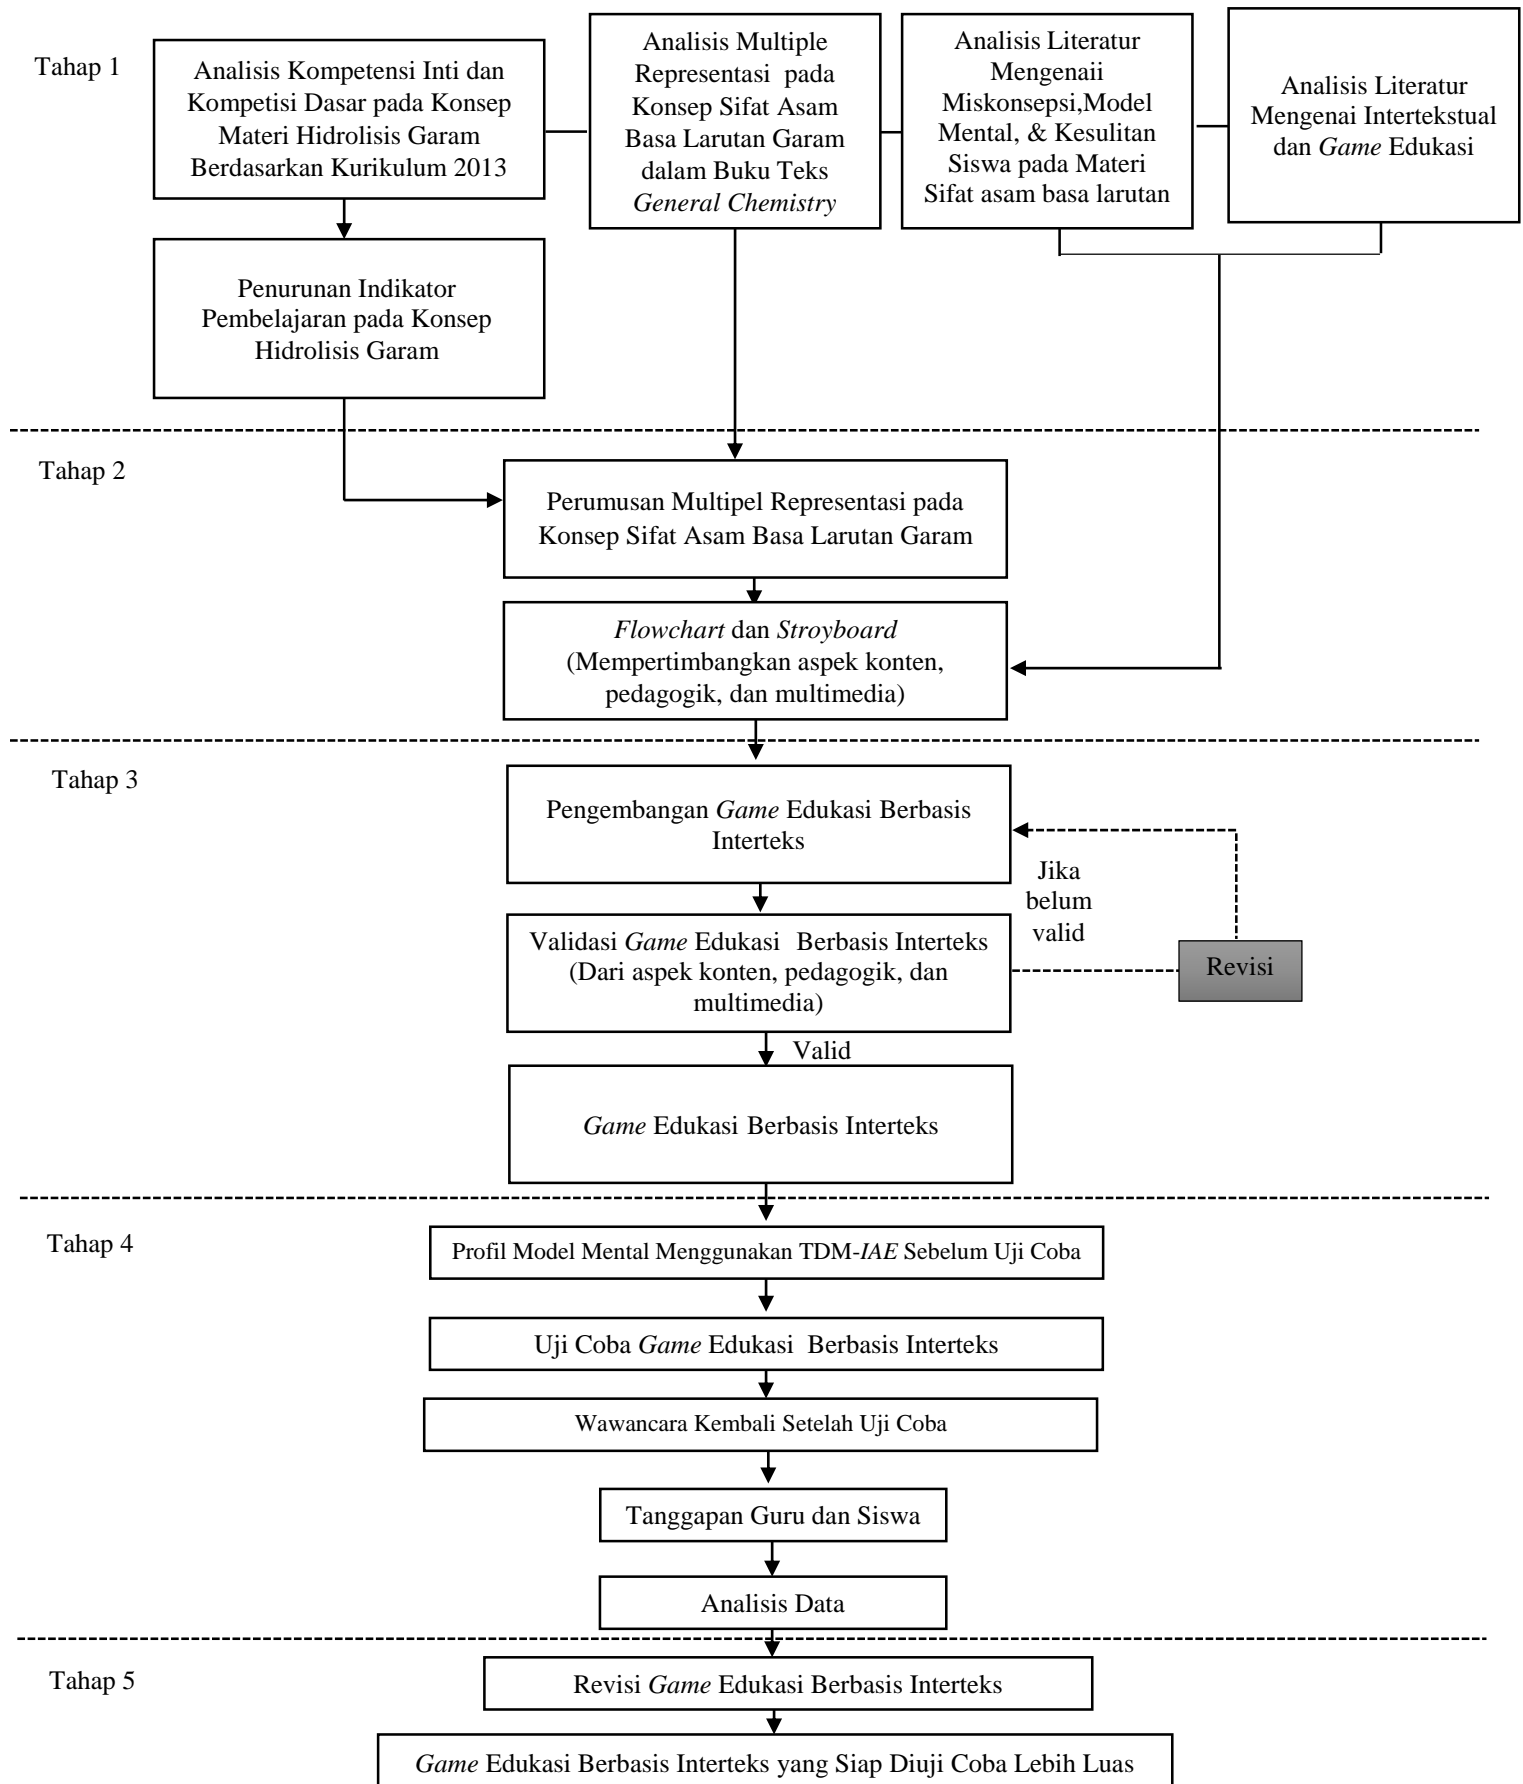 Tahap 1
Analisis Kompetensi Inti dan
Kompetisi Dasar pada Konsep
Materi Hidrolisis Garam
Berdasarkan Kurikulum 2013
Analisis Multiple
Representasi pada
Konsep Sifat Asam
Basa Larutan Garam
dalam Buku Teks
General Chemistry
Analisis Literatur
Mengenaii
Miskonsepsi,Model
Mental, & Kesulitan
Siswa pada Materi
Sifat asam basa larutan
Analisis Literatur
Mengenai Intertekstual
dan Game Edukasi
Penurunan Indikator
Pembelajaran pada Konsep
Hidrolisis Garam
Tahap 2
Perumusan Multipel Representasi pada
Konsep Sifat Asam Basa Larutan Garam
Flowchart dan Stroyboard
(Mempertimbangkan aspek konten,
pedagogik, dan multimedia)
Tahap 3
Pengembangan Game Edukasi Berbasis
Interteks
Jika
belum
valid
Validasi Game Edukasi Berbasis Interteks
(Dari aspek konten, pedagogik, dan
multimedia)
Revisi
Valid
Game Edukasi Berbasis Interteks
Tahap 4
Profil Model Mental Menggunakan TDM-IAE Sebelum Uji Coba
Uji Coba Game Edukasi Berbasis Interteks
Wawancara Kembali Setelah Uji Coba
Tanggapan Guru dan Siswa
Analisis Data
Tahap 5
Revisi Game Edukasi Berbasis Interteks
Game Edukasi Berbasis Interteks yang Siap Diuji Coba Lebih Luas